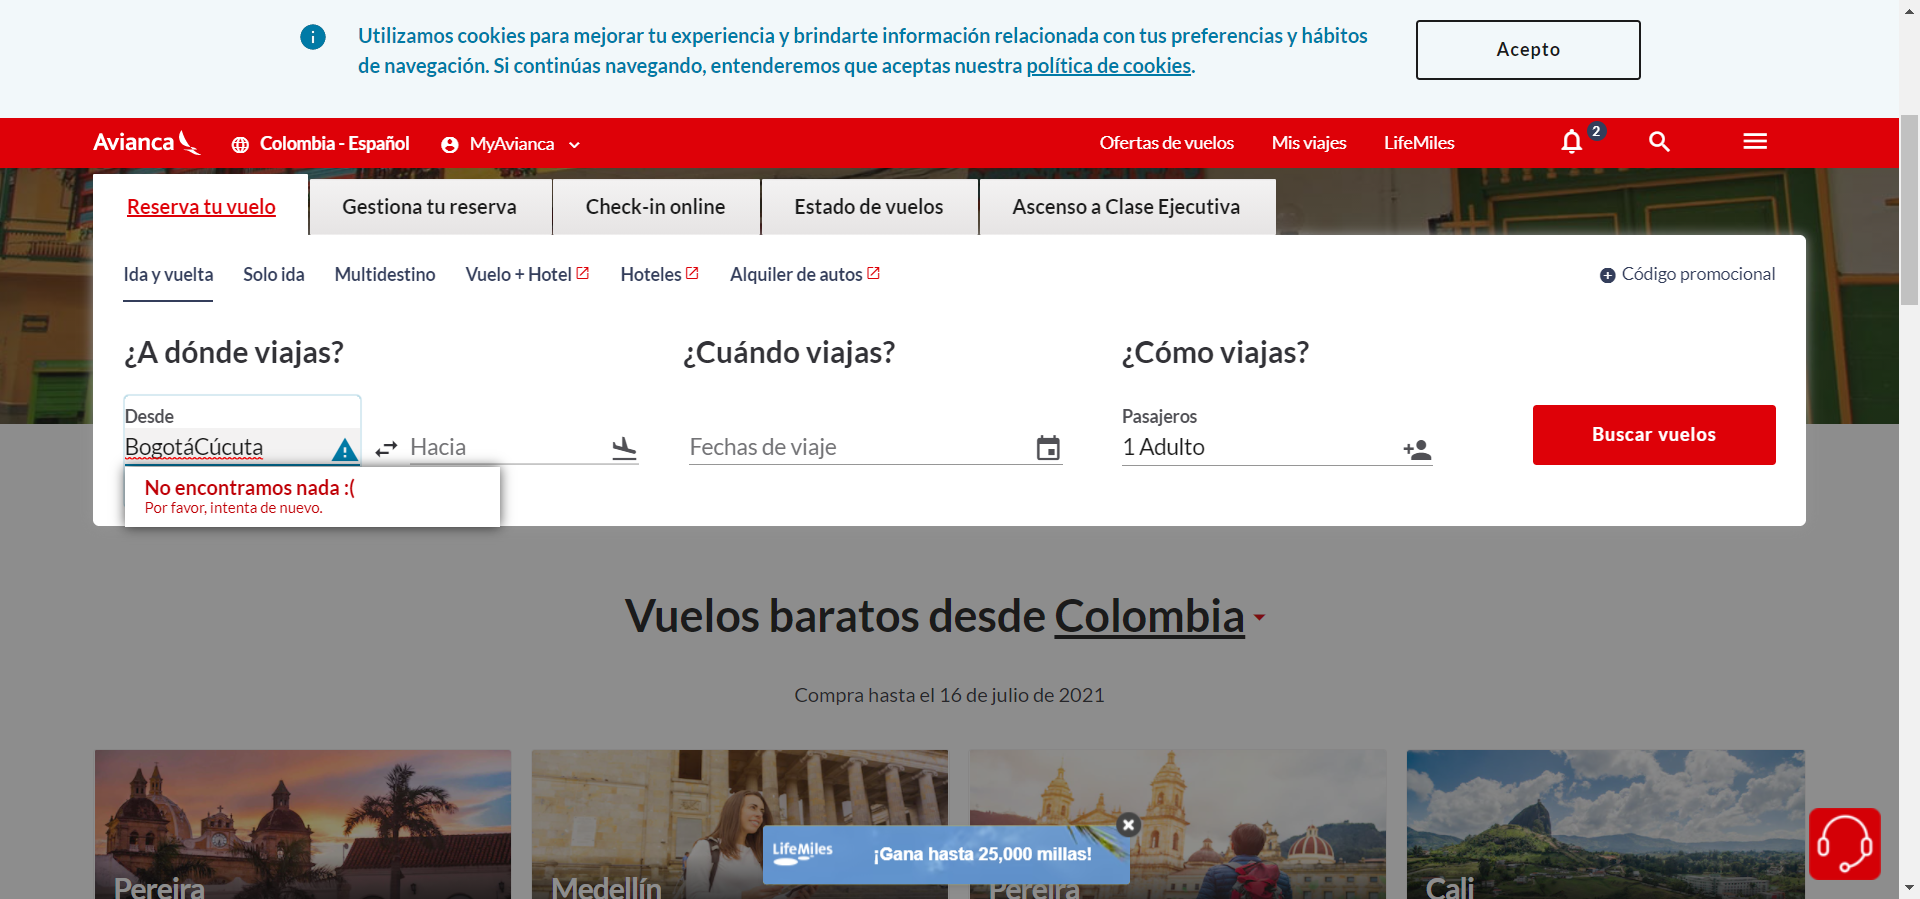 Utilizamos cookies para mejorar tu experiencia y brindarte información relacionada con tus preferencias y hábitos
de navegación. Si continúas navegando, entenderemos que aceptas nuestra política de cookies.
Acepto
Avianca
Colombia - Español
MyAvianca
Ofertas de vuelos
Mis viajes
LifeMiles
2
Reserva tu vuelo
Gestiona tu reserva
Check-in online
Estado de vuelos
Ascenso a Clase Ejecutiva
Ida y vuelta
Solo ida
Multidestino
Vuelo + Hotel
Hoteles
Alquiler de autos
Código promocional
¿A dónde viajas?
¿Cuándo viajas?
¿Cómo viajas?
Desde
BogotáCúcuta
Hacia
Fechas de viaje
Pasajeros
1 Adulto
Buscar vuelos
No encontramos nada :(
Por favor, intenta de nuevo.
Vuelos baratos desde Colombia
Compra hasta el 16 de julio de 2021
LifeMiles
¡Gana hasta 25,000 millas!
Pereira
Medellín
Pereira
Cali